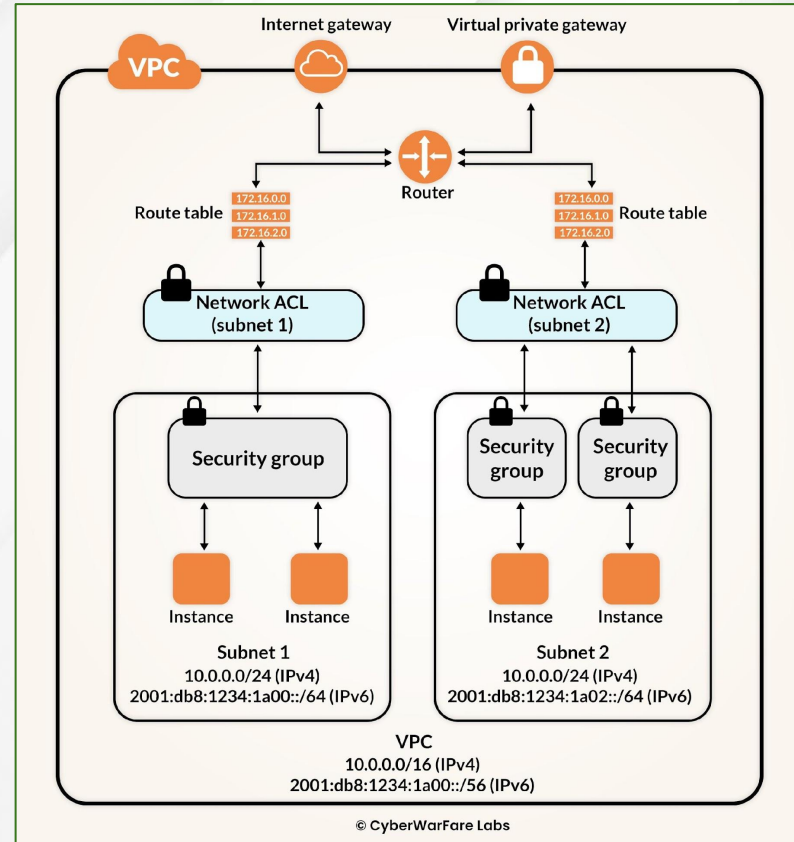 Internet gateway
Virtual private gateway
VPC
Router
Route table
172.16.0.0
172.16.1.0
172.16.2.0
172.16.0.0
172.16.1.0
172.16.2.0
Route table
Network ACL
(subnet 1)
Network ACL
(subnet 2)
Security group
Security
group
Security
group
Instance
Instance
Instance
Instance
Subnet 1
10.0.0.0/24 (IPv4)
2001:db8:1234:1a00::/64 (IPv6)
Subnet 2
10.0.0.0/24 (IPv4)
2001:db8:1234:1a02::/64 (IPv6)
VPC
10.0.0.0/16 (IPv4)
2001:db8:1234:1a00::/56 (IPv6)
© CyberWarFare Labs